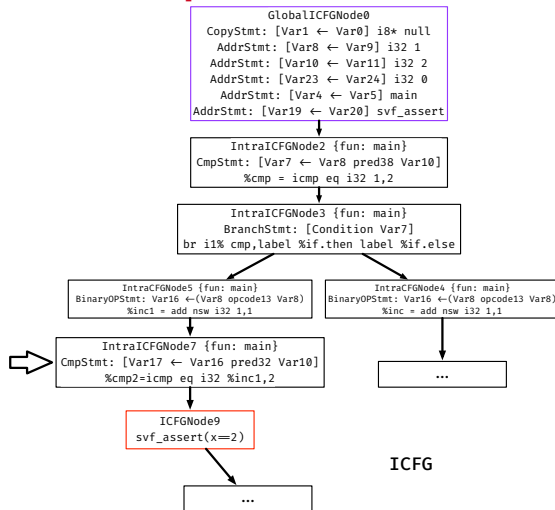 GlobalICFGNode0
CopyStmt: [Var1 ← Var0] i8* null
AddrStmt: [Var8 ← Var9] i32 1
AddrStmt: [Var10 ← Var11] i32 2
AddrStmt: [Var23 ← Var24] i32 0
AddrStmt: [Var4 ← Var5] main
AddrStmt: [Var19 ← Var20] svf_assert
IntraICFGNode2 {fun: main}
CmpStmt: [Var7 ← Var8 pred38 Var10]
%cmp = icmp eq i32 1,2
IntraICFGNode3 {fun: main}
BranchStmt: [Condition Var7]
br i1% cmp,label %if.then label %if.else
IntraCFGNode5 {fun: main}
BinaryOPStmt: Var16 ←(Var8 opcode13 Var8)
%inc1 = add nsw i32 1,1
IntraCFGNode4 {fun: main}
BinaryOPStmt: Var16 ←(Var8 opcode13 Var8)
%inc = add nsw i32 1,1
IntraICFGNode7 {fun: main}
CmpStmt: [Var17 ← Var16 pred32 Var10]
%cmp2=icmp eq i32 %inc1,2
...
ICFGNode9
svf_assert(x==2)
ICFG
...